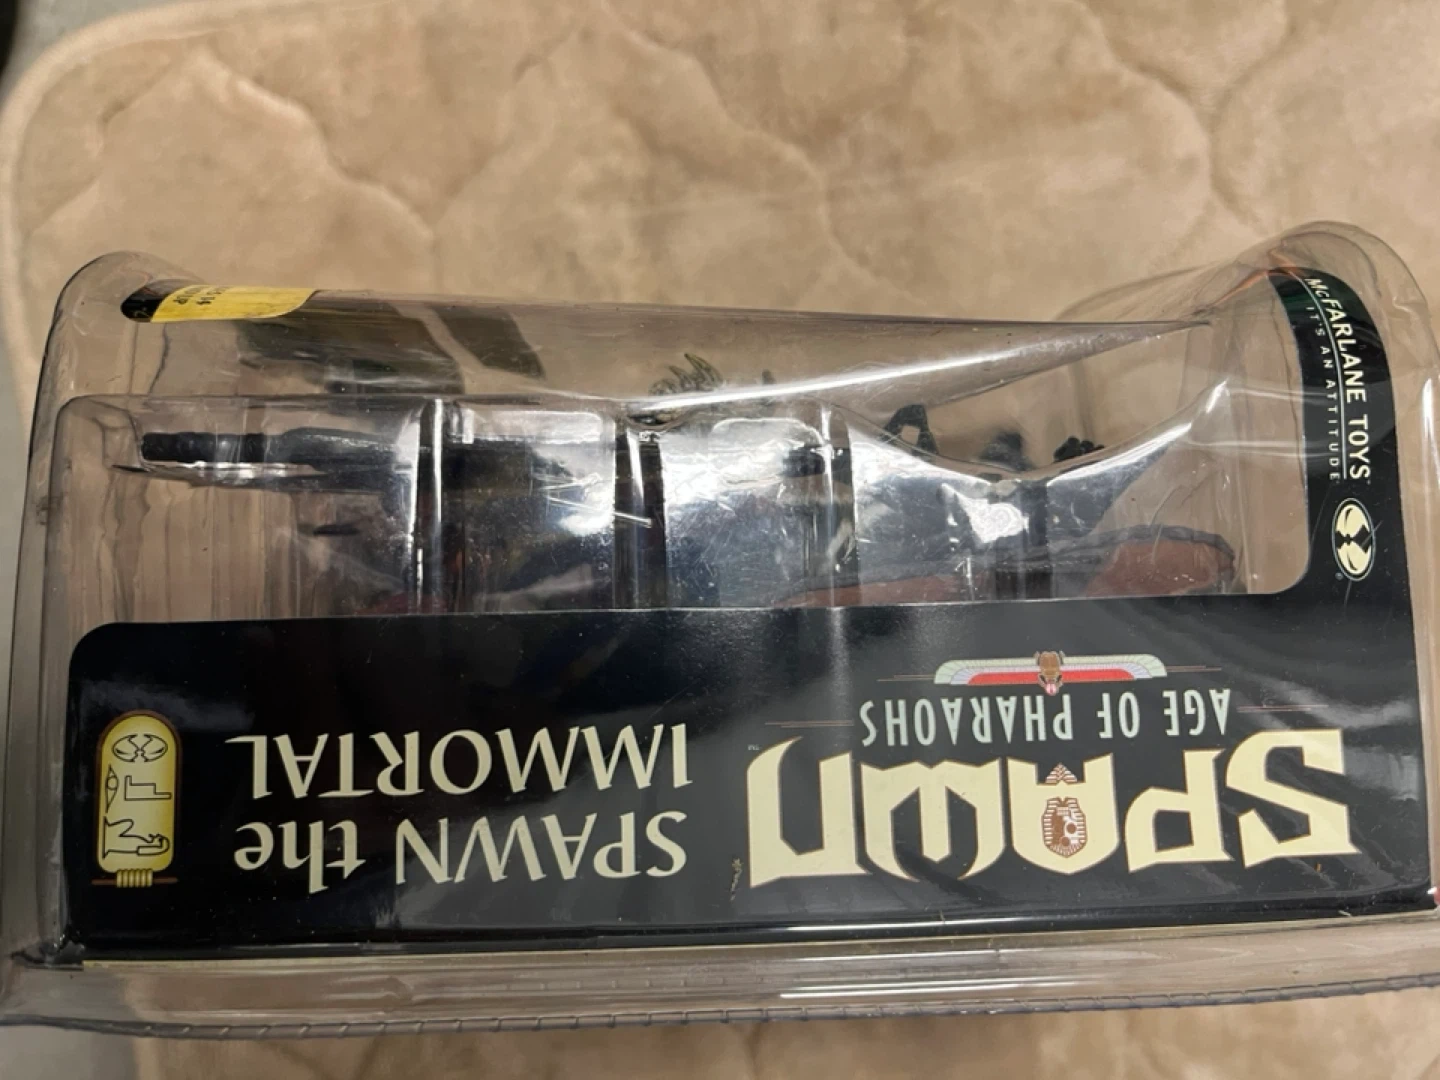 McFARLANE TOYS
IT'S AN ATTITUDE
SPAWN
AGE OF PHARAOHS
SPAWN the
IMMORTAL